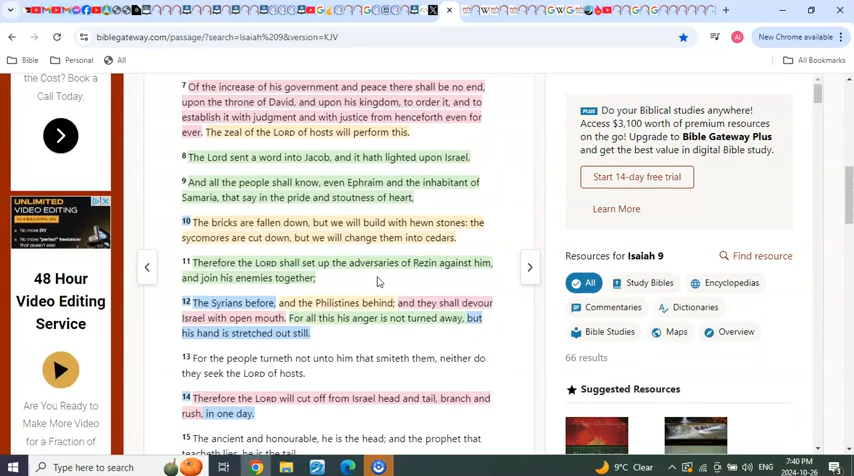 New Chrome available
biblegateway.com/passage/?search=Isaiah%209&version=KJV
Bible
Personal
All
All Bookmarks
the Cost? Book a
Call Today.
UNLIMITED
VIDEO EDITING
48 Hour
Video Editing
Service
Are You Ready to
Make More Video
for a Fraction of
7 Of the increase of his government and peace there shall be no end,
upon the throne of David, and upon his kingdom, to order it, and to
establish it with judgment and with justice from henceforth even for
ever. The zeal of the LORD of hosts will perform this.
8 The Lord sent a word into Jacob, and it hath lighted upon Israel.
9 And all the people shall know, even Ephraim and the inhabitant of
Samaria, that say in the pride and stoutness of heart,
10 The bricks are fallen down, but we will build with hewn stones: the
sycomores are cut down, but we will change them into cedars.
11 Therefore the LORD shall set up the adversaries of Rezin against him,
and join his enemies together;
12 The Syrians before, and the Philistines behind; and they shall devour
Israel with open mouth. For all this his anger is not turned away, but
his hand is stretched out still.
13 For the people turneth not unto him that smiteth them, neither do
they seek the LORD of hosts.
14 Therefore the LORD will cut off from Israel head and tail, branch and
rush, in one day.
15 The ancient and honourable, he is the head; and the prophet that
teacheth lies, he is the tail.
PLUS Do your Biblical studies anywhere!
Access $3,100 worth of premium resources
on the go! Upgrade to Bible Gateway Plus
and get the best value in digital Bible study.
Start 14-day free trial
Learn More
Resources for Isaiah 9
Find resource
All
Study Bibles
Encyclopedias
Commentaries
Dictionaries
Bible Studies
Maps
Overview
66 results
Suggested Resources
Type here to search
9°C Clear
ENG
7:40 PM
2024-10-26